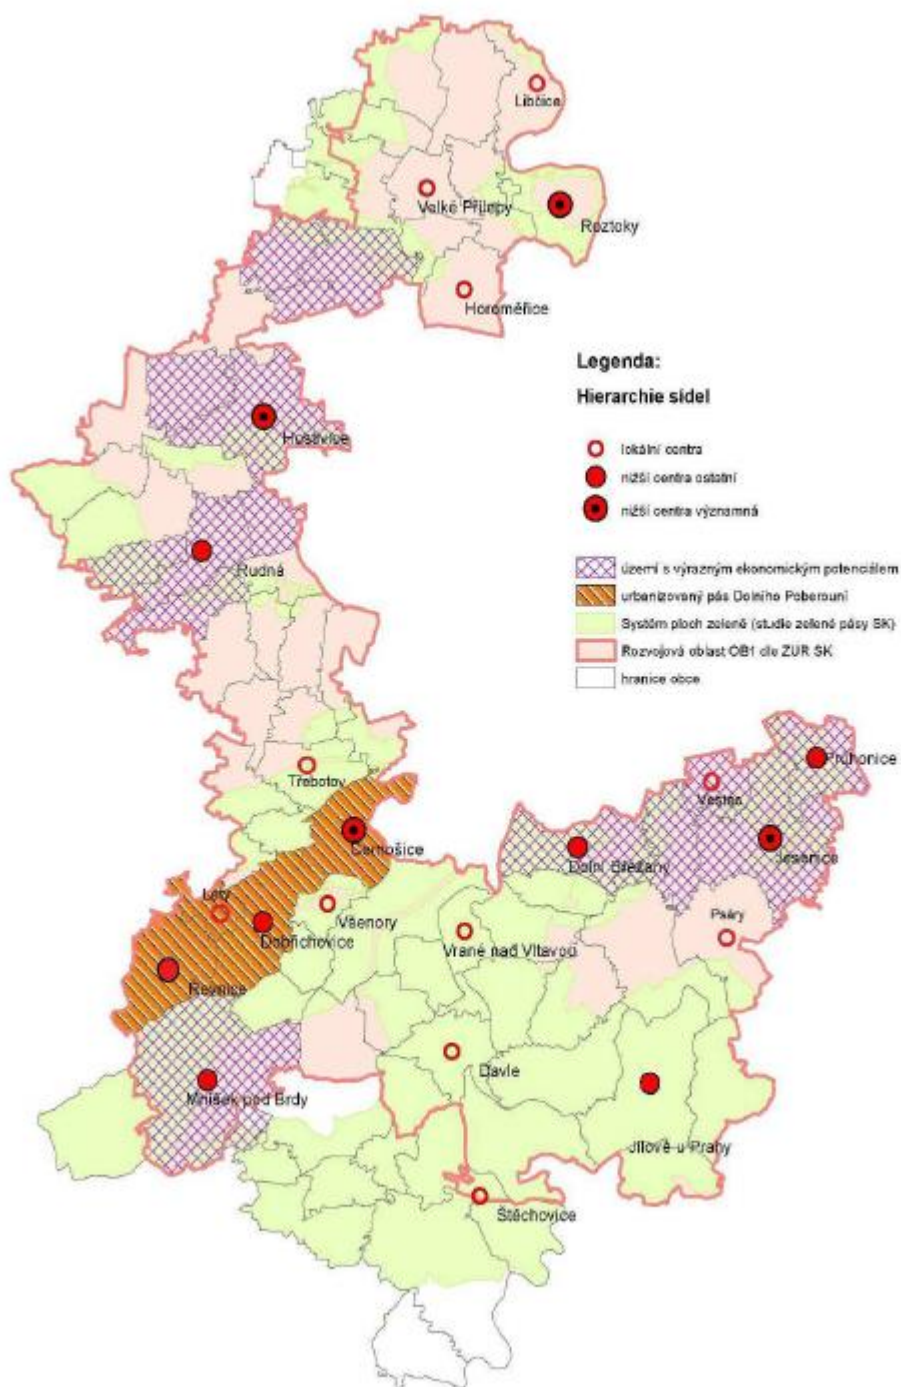 Libčice
Velké Přílepy
Roztoky
Horoměřice
Legenda:
Hierarchie sídel
Hostivice
lokální centra
nižší centra ostatní
nižší centra významná
Rudná
území s výrazným ekonomickým potenciálem
urbanizovaný pás Dolního Poberouní
Systém ploch zeleně (studie zelené pásy SK)
Rozvojová oblast OB1 dle ZÚR SK
hranice obce
Průhonice
Třebotov
Vestec
Černošice
Dolní Břežany
Jesenice
Lety
Všenory
Psáry
Dobřichovice
Vrané nad Vltavou
Řevnice
Davle
Mníšek pod Brdy
Jílové u Prahy
Štěchovice